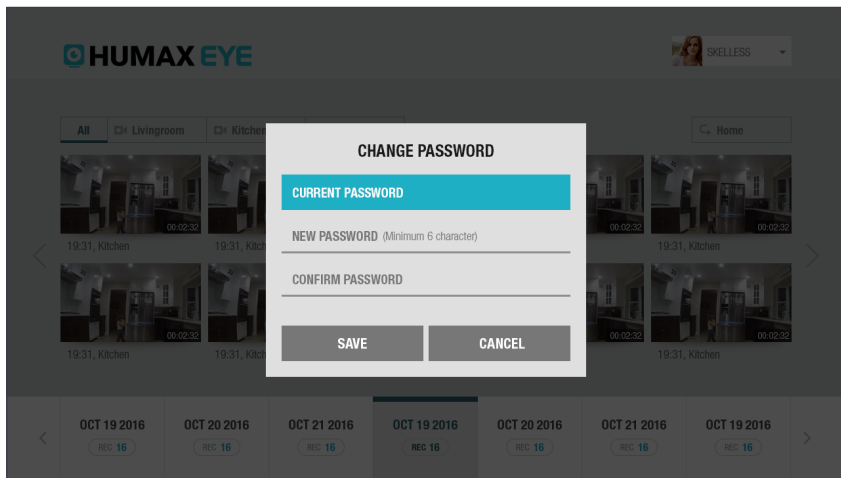 HUMAX EYE
SKELLESS
All Livingroom Kitchen Home
CHANGE PASSWORD
CURRENT PASSWORD
NEW PASSWORD (Minimum 6 character)
CONFIRM PASSWORD
SAVE CANCEL
00:02:32 00:02:32 00:02:32
19:31, Kitchen 19:31, Kitch 19:31, Kitchen
00:02:32 00:02:32 00:02:32
19:31, Kitchen 19:31, Kitch 19:31, Kitchen
OCT 19 2016 OCT 20 2016 OCT 21 2016 OCT 19 2016 OCT 20 2016 OCT 21 2016 OCT 19 2016
REC 16 REC 16 REC 16 REC 16 REC 16 REC 16 REC 16